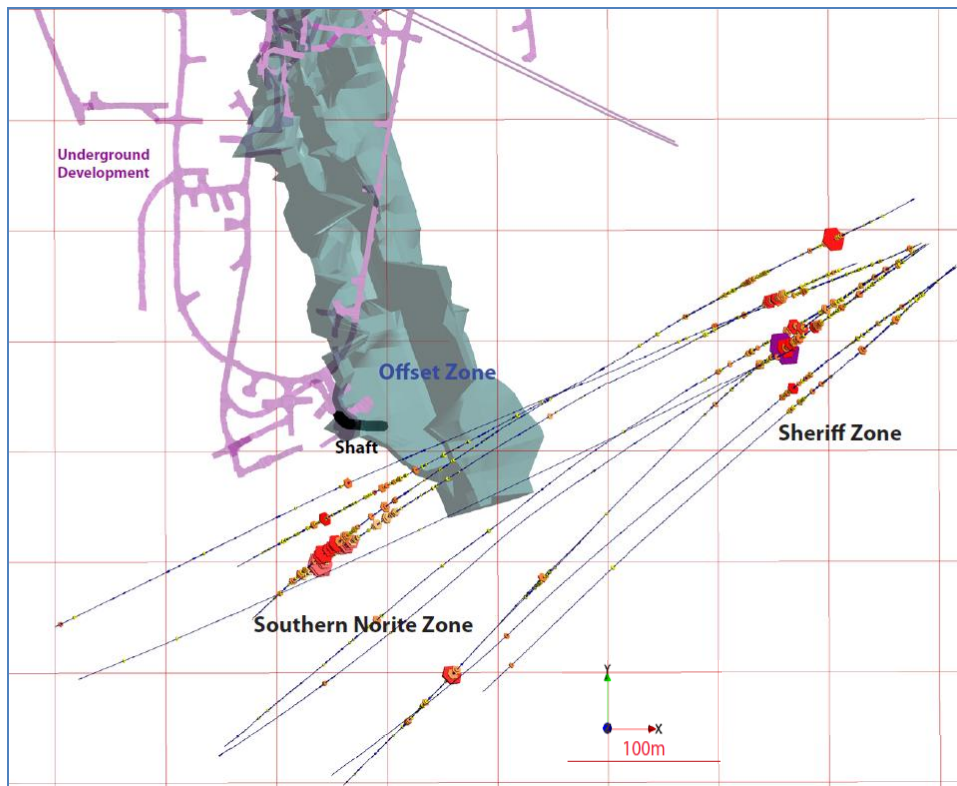 Underground
Development
Offset Zone
Shaft
Sheriff Zone
Southern Norite Zone
Y
X
100m